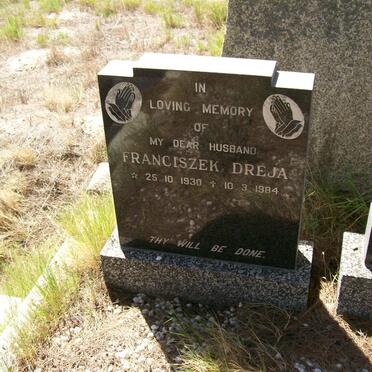 IN
LOVING MEMORY
OF
MY DEAR HUSBAND
FRANCISZEK DREJA
☆ 25.10.1930 ✝ 10.3.1984
THY WILL BE DONE.